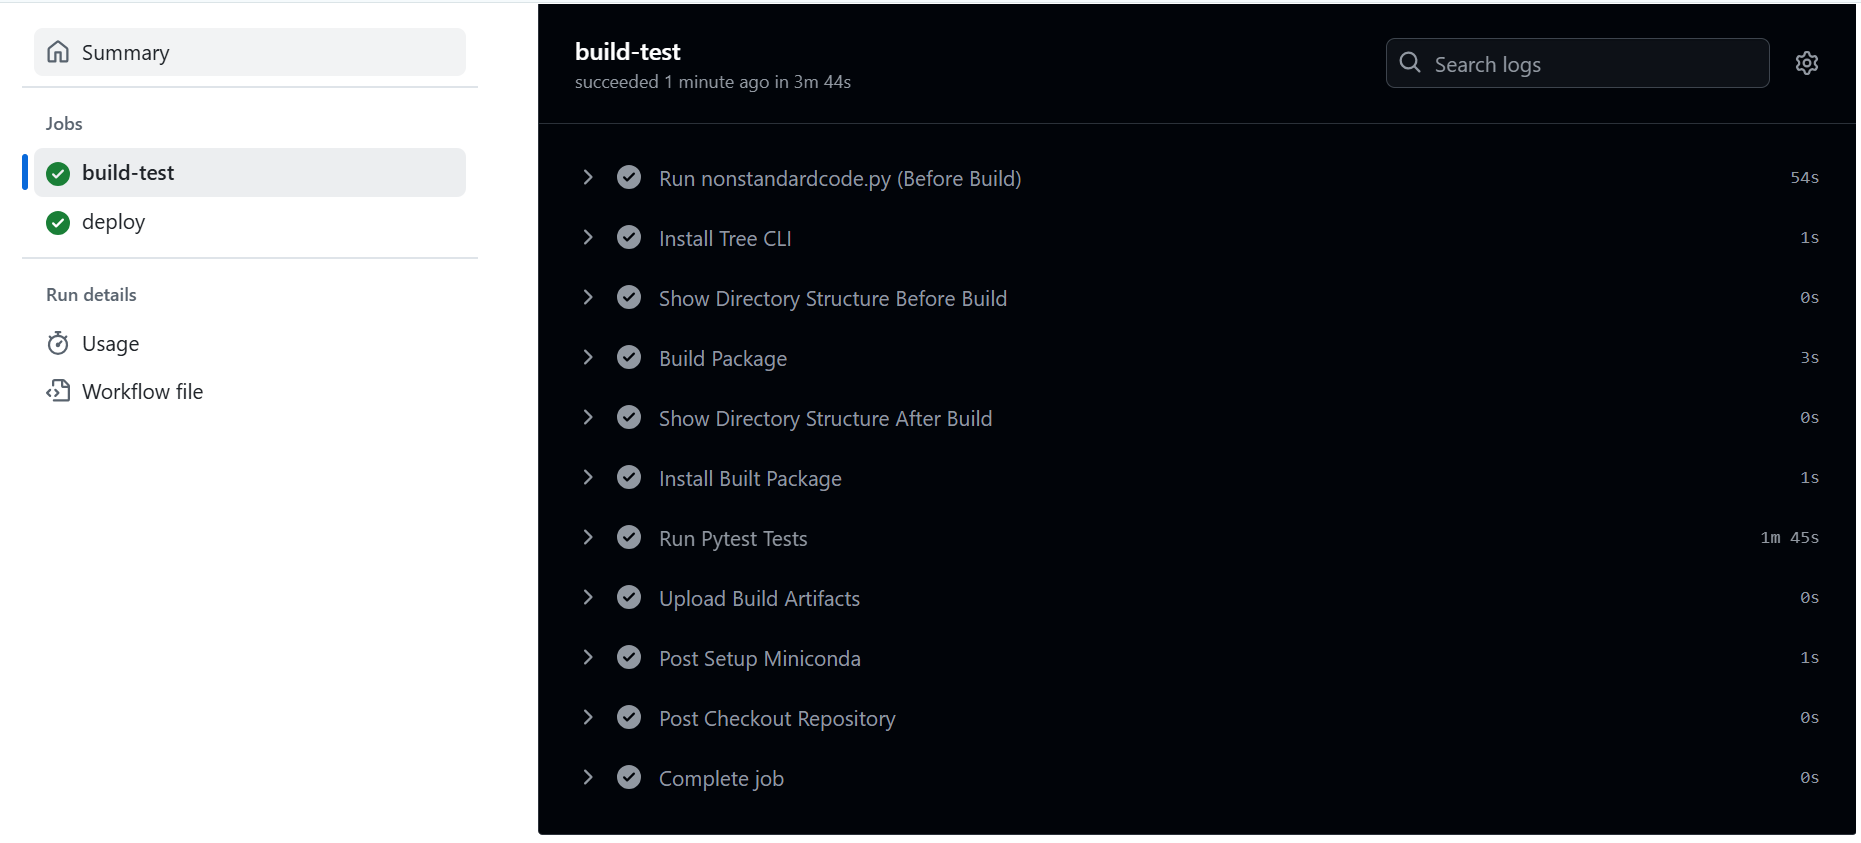 Summary
Jobs
build-test
deploy
Run details
Usage
Workflow file
build-test
succeeded 1 minute ago in 3m 44s
Search logs
Run nonstandardcode.py (Before Build) 54s
Install Tree CLI 1s
Show Directory Structure Before Build 0s
Build Package 3s
Show Directory Structure After Build 0s
Install Built Package 1s
Run Pytest Tests 1m 45s
Upload Build Artifacts 0s
Post Setup Miniconda 1s
Post Checkout Repository 0s
Complete job 0s